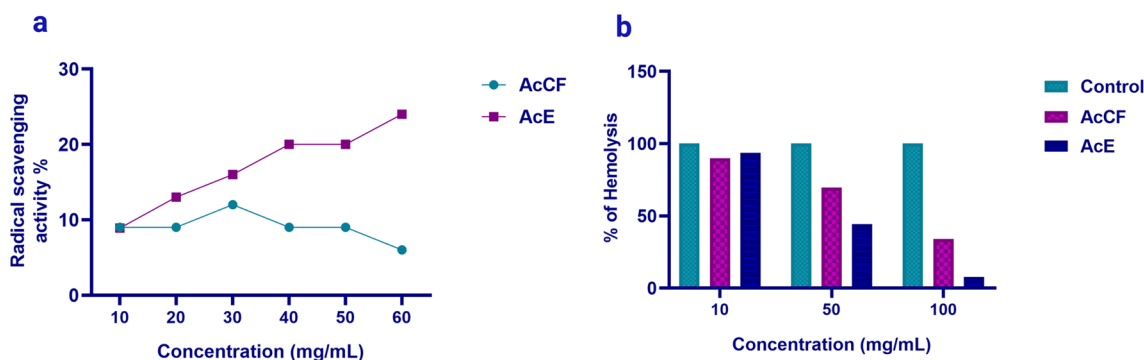 a
Radical scavenging
activity %
30
20
10
0
10 20 30 40 50 60
Concentration (mg/mL)
AcCF
AcE
b
% of Hemolysis
150
100
50
0
10 50 100
Concentration (mg/mL)
Control
AcCF
AcE